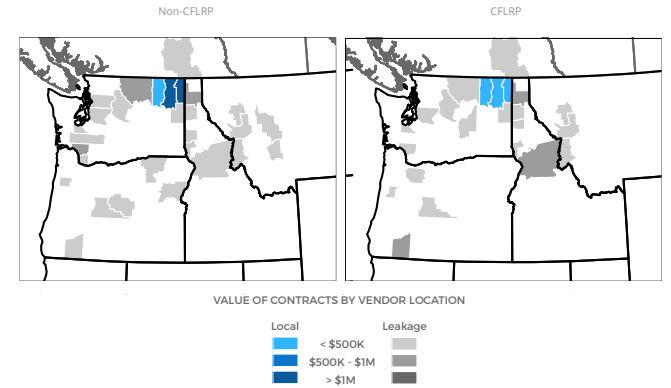 Non-CFLRP
CFLRP
VALUE OF CONTRACTS BY VENDOR LOCATION
Local
Leakage
< $500K
$500K - $1M
> $1M